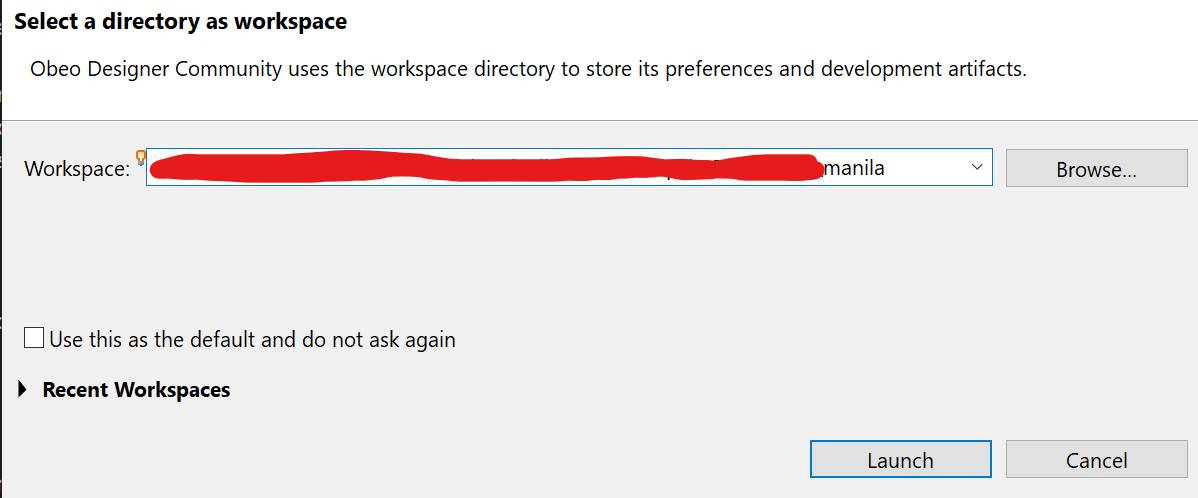 Select a directory as workspace
Obeo Designer Community uses the workspace directory to store its preferences and development artifacts.
Workspace: manila Browse...
Use this as the default and do not ask again
Recent Workspaces
Launch Cancel